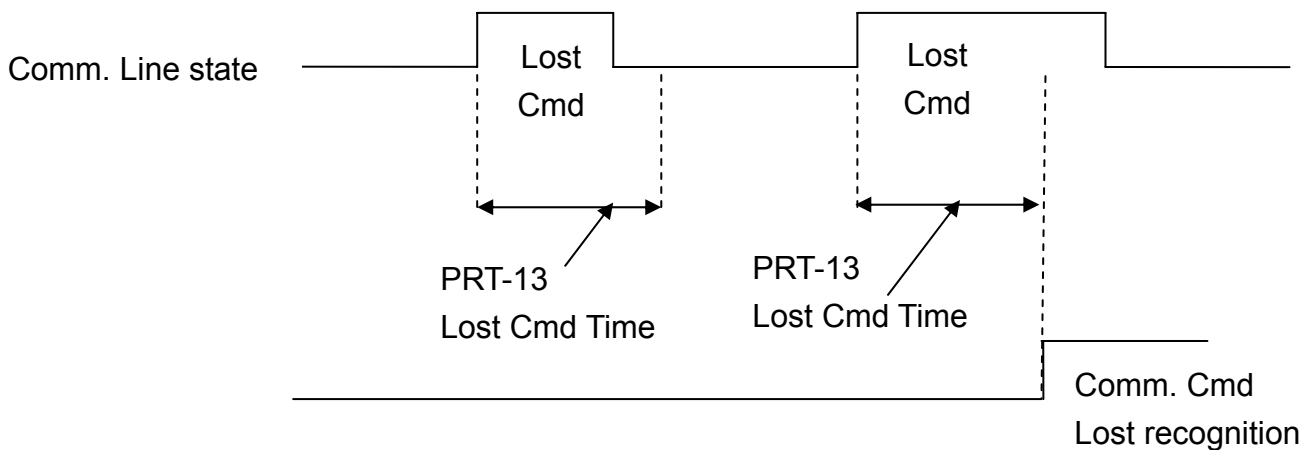 Comm. Line state
Lost
Cmd
Lost
Cmd
PRT-13
Lost Cmd Time
PRT-13
Lost Cmd Time
Comm. Cmd
Lost recognition